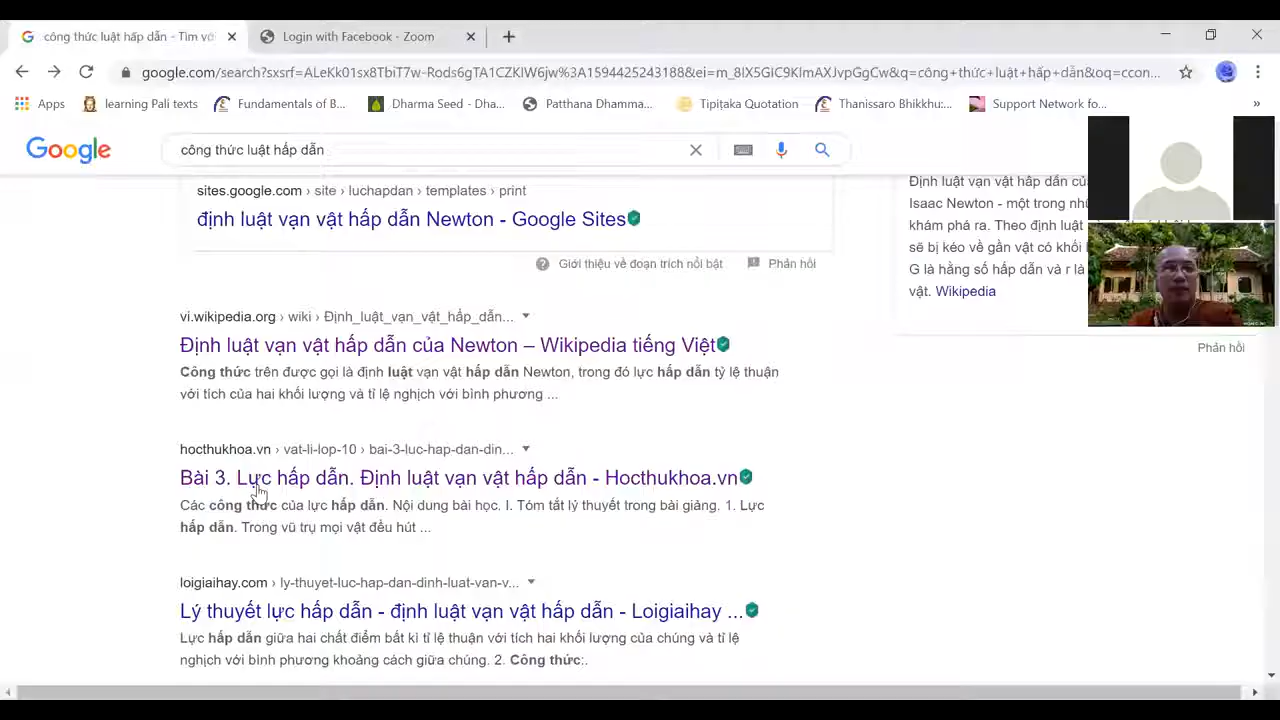 công thức luật hấp dẫn - Tìm với
Login with Facebook - Zoom
google.com/search?sxsrf=ALeKk01sx8TbiT7w-Rods6gTA1CZKlW6jw%3A1594425243188&ei=m_8IX5GlC9KImAXJvpGgCw&q=công+thức+luật+hấp+dẫn&oq=ccon...
Apps
learning Pali texts
Fundamentals of B...
Dharma Seed - Dha...
Patthana Dhamma...
Tipiṭaka Quotation
Thanissaro Bhikkhu:...
Support Network fo...
»
Google
công thức luật hấp dẫn
sites.google.com › site › luchapdan › templates › print
định luật vạn vật hấp dẫn Newton - Google Sites
Giới thiệu về đoạn trích nổi bật
Phản hồi
vi.wikipedia.org › wiki › Định_luật_vạn_vật_hấp_dẫn...
Định luật vạn vật hấp dẫn của Newton – Wikipedia tiếng Việt
Công thức trên được gọi là định luật vạn vật hấp dẫn Newton, trong đó lực hấp dẫn tỷ lệ thuận
với tích của hai khối lượng và tỉ lệ nghịch với bình phương ...
hocthukhoa.vn › vat-li-lop-10 › bai-3-luc-hap-dan-din...
Bài 3. Lực hấp dẫn. Định luật vạn vật hấp dẫn - Hocthukhoa.vn
Các công thức của lực hấp dẫn. Nội dung bài học. I. Tóm tắt lý thuyết trong bài giảng. 1. Lực
hấp dẫn. Trong vũ trụ mọi vật đều hút ...
loigiaihay.com › ly-thuyet-luc-hap-dan-dinh-luat-van-v...
Lý thuyết lực hấp dẫn - định luật vạn vật hấp dẫn - Loigiaihay ...
Lực hấp dẫn giữa hai chất điểm bất kì tỉ lệ thuận với tích hai khối lượng của chúng và tỉ lệ
nghịch với bình phương khoảng cách giữa chúng. 2. Công thức:.
Định luật vạn vật hấp dẫn củ
Isaac Newton - một trong nh
khám phá ra. Theo định luật
sẽ bị kéo về gần vật có khối
G là hằng số hấp dẫn và r là
vật. Wikipedia
Phản hồi